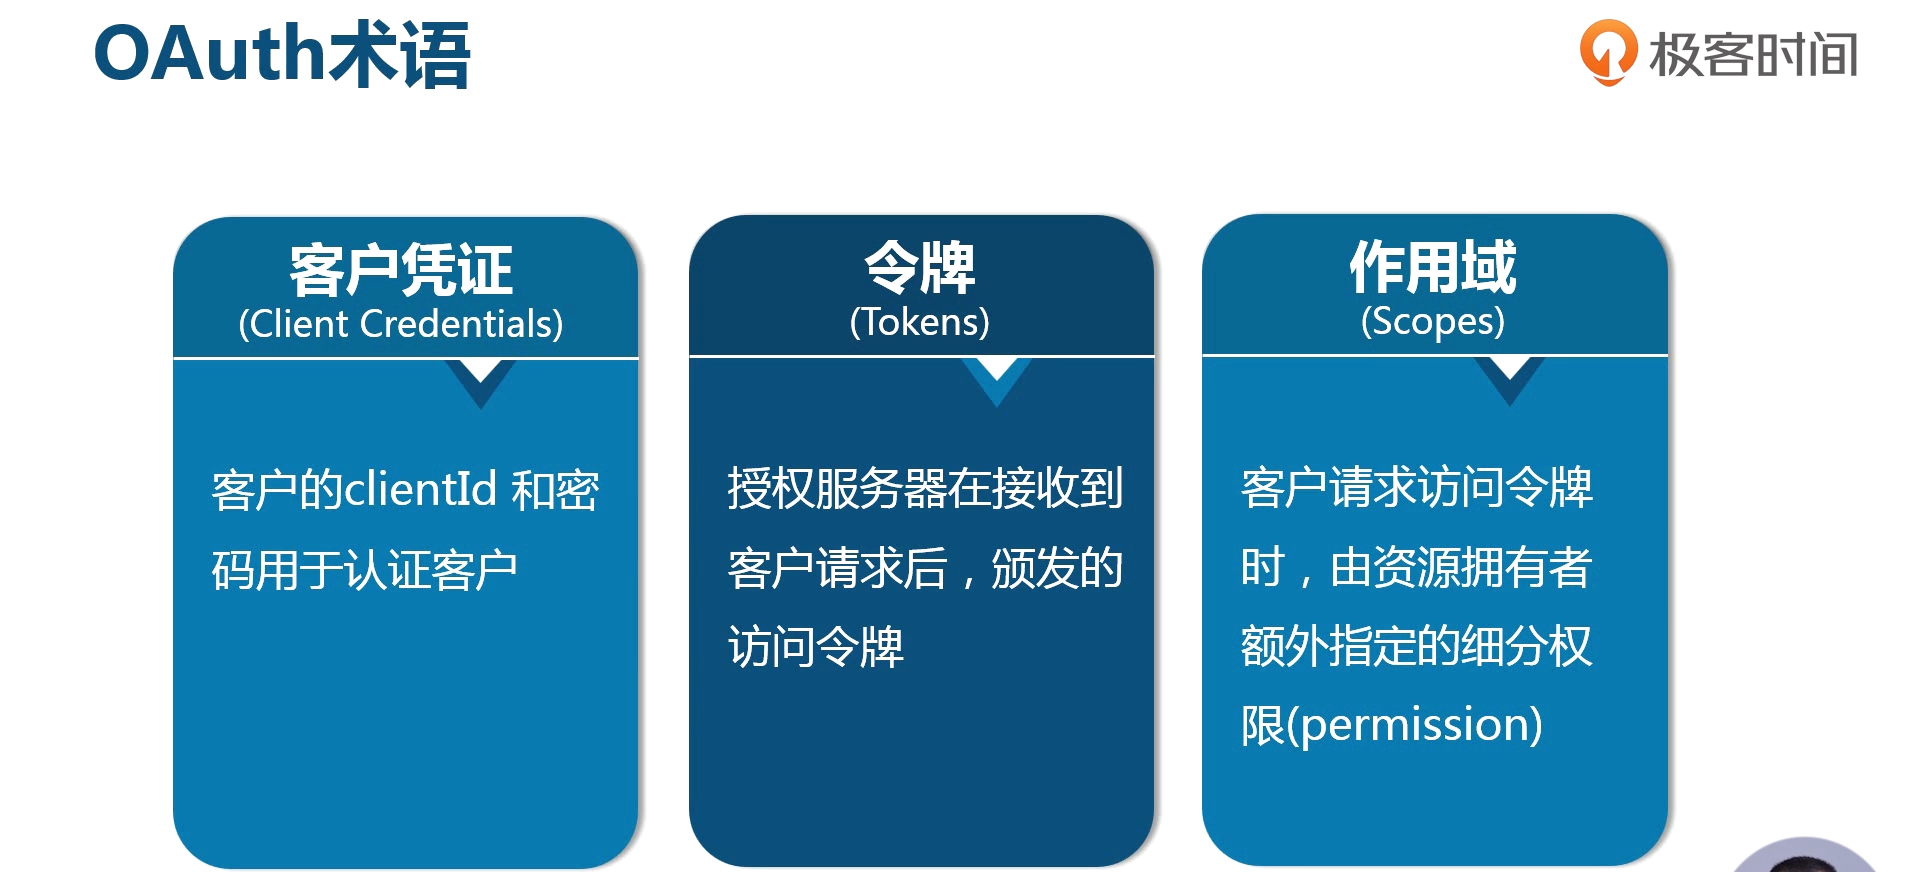 OAuth术语
极客时间
客户凭证
(Client Credentials)
客户的clientId 和密
码用于认证客户
令牌
(Tokens)
授权服务器在接收到
客户请求后，颁发的
访问令牌
作用域
(Scopes)
客户请求访问令牌
时，由资源拥有者
额外指定的细分权
限(permission)